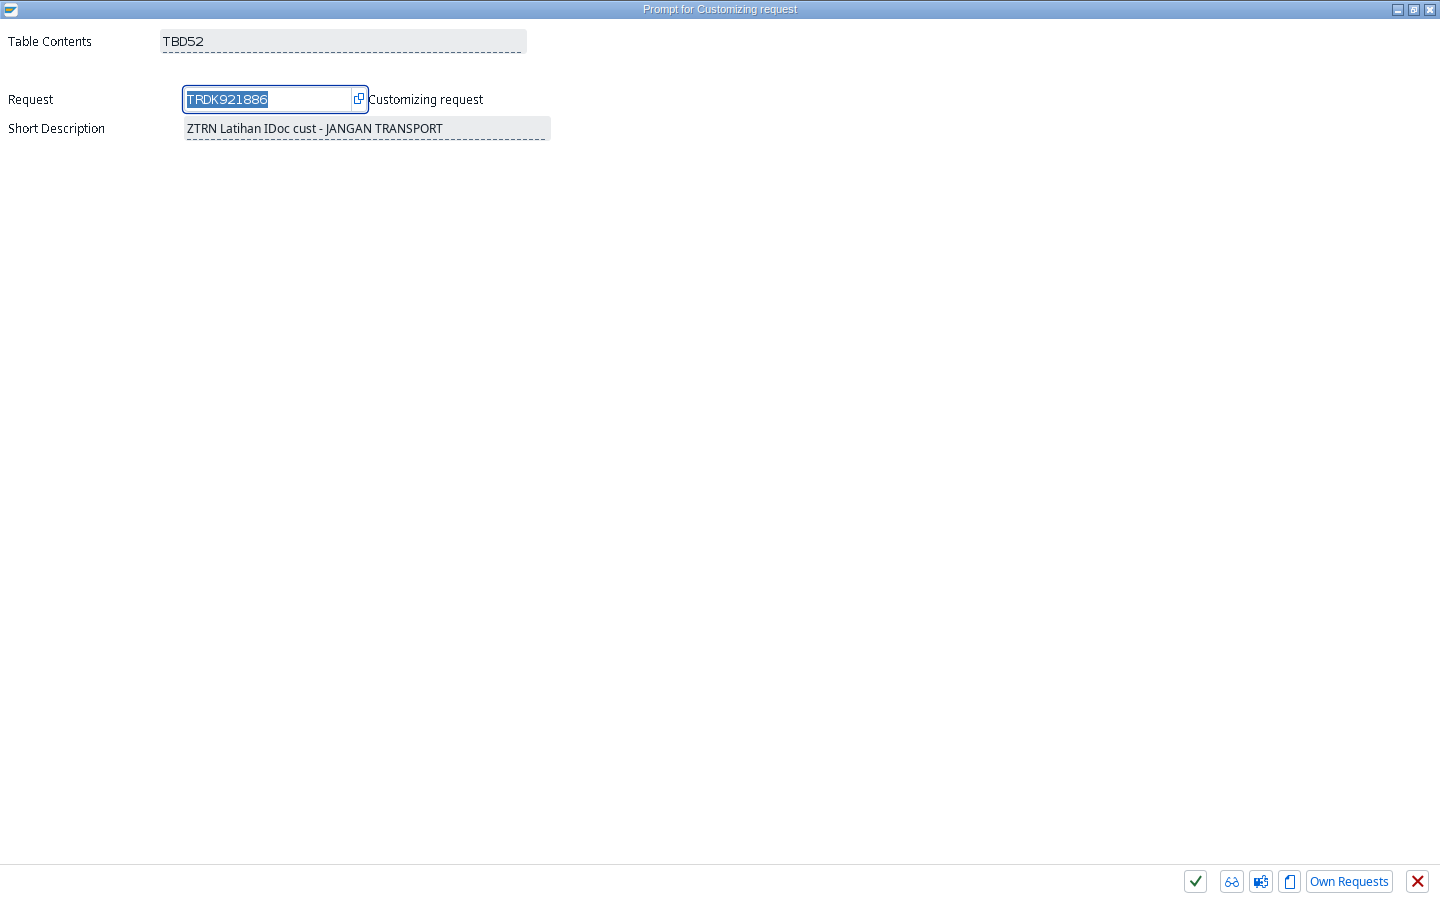 Prompt for Customizing request
Table Contents TBD52
Request TRDK921886 Customizing request
Short Description ZTRN Latihan IDoc cust - JANGAN TRANSPORT
Own Requests